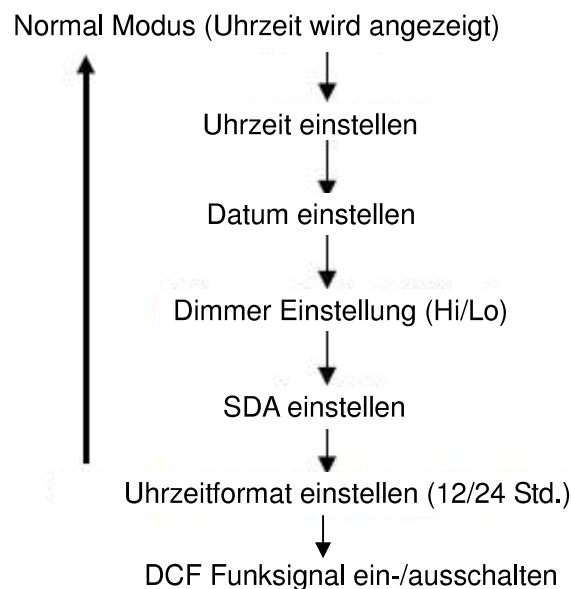 Normal Modus (Uhrzeit wird angezeigt)
Uhrzeit einstellen
Datum einstellen
Dimmer Einstellung (Hi/Lo)
SDA einstellen
Uhrzeitformat einstellen (12/24 Std.)
DCF Funksignal ein-/ausschalten